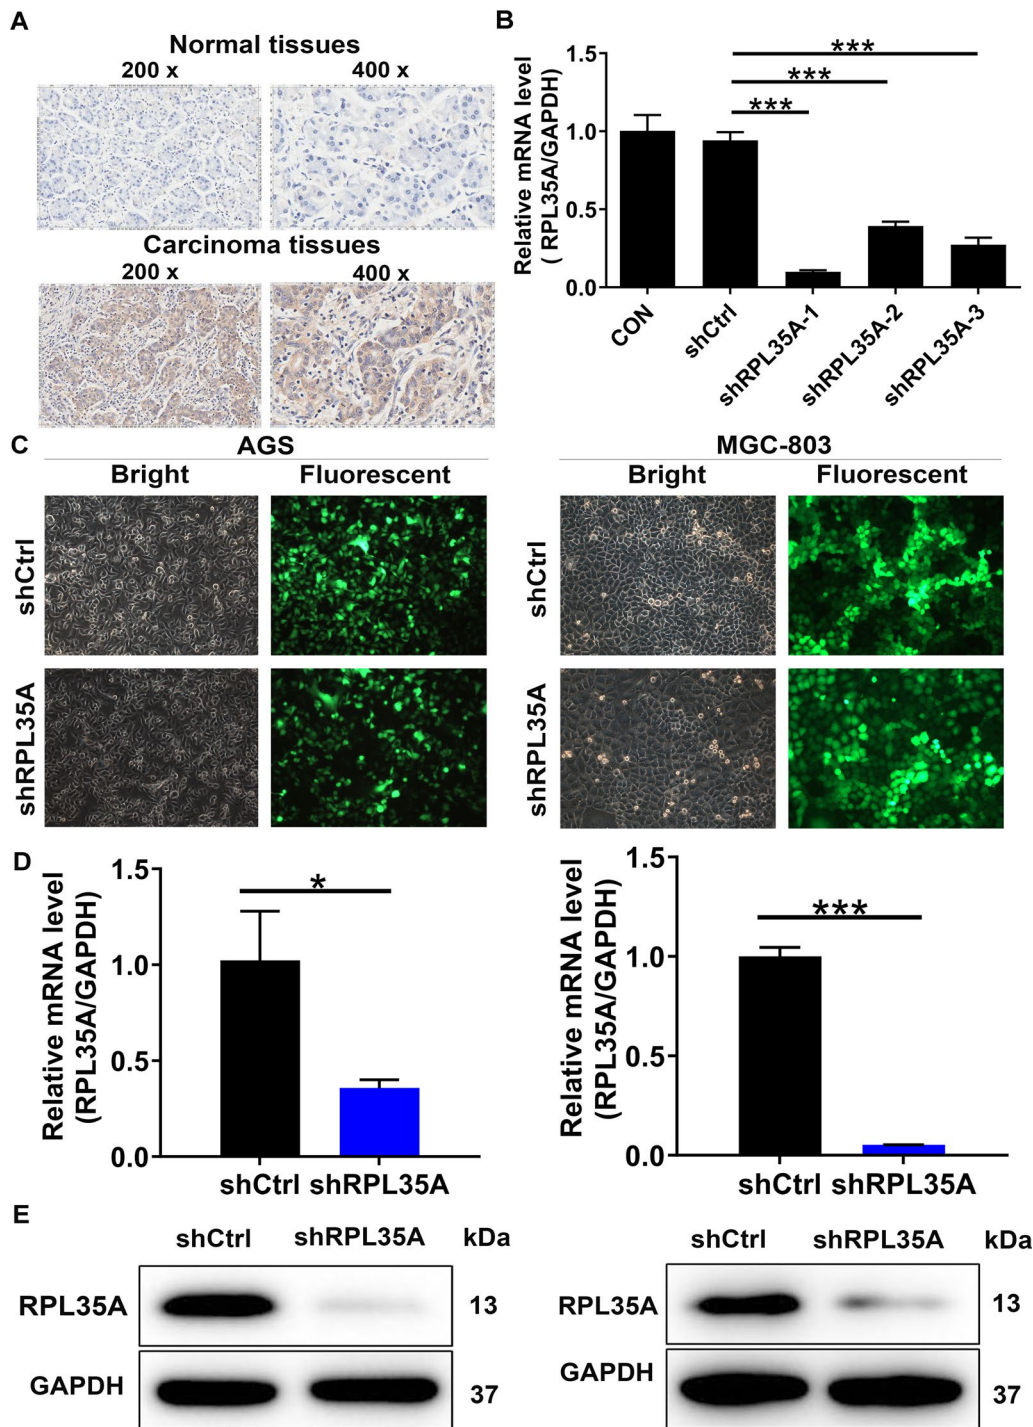 A
Normal tissues
200 x 400 x
Carcinoma tissues
200 x 400 x
B
Relative mRNA level
( RPL35A/GAPDH)
1.5
1.0
0.5
0.0
***
***
***
CON
shCtrl
shRPL35A-1
shRPL35A-2
shRPL35A-3
C
AGS
Bright Fluorescent
MGC-803
Bright Fluorescent
shCtrl
shRPL35A
shCtrl
shRPL35A
D
Relative mRNA level
(RPL35A/GAPDH)
1.5
1.0
0.5
0.0
*
shCtrl shRPL35A
Relative mRNA level
(RPL35A/GAPDH)
1.5
1.0
0.5
0.0
***
shCtrl shRPL35A
E
shCtrl shRPL35A kDa
RPL35A 13
GAPDH 37
shCtrl shRPL35A kDa
RPL35A 13
GAPDH 37